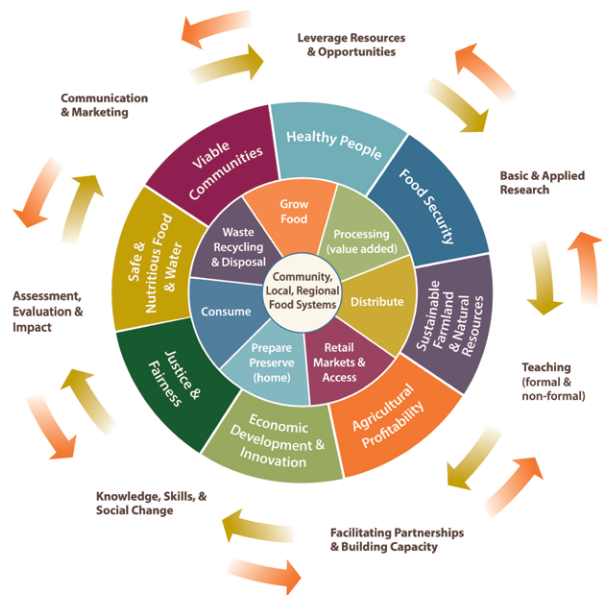 Leverage Resources
& Opportunities
Communication
& Marketing
Basic & Applied
Research
Assessment,
Evaluation &
Impact
Teaching
(formal &
non-formal)
Knowledge, Skills, &
Social Change
Facilitating Partnerships
& Building Capacity
Healthy People
Food Security
Sustainable
Farmland
& Natural
Resources
Agricultural
Profitability
Economic
Development &
Innovation
Justice &
Fairness
Safe &
Nutritious Food
& Water
Viable
Communities
Grow
Food
Processing
(value added)
Distribute
Retail
Markets &
Access
Prepare
Preserve
(home)
Consume
Waste
Recycling
& Disposal
Community,
Local, Regional
Food Systems